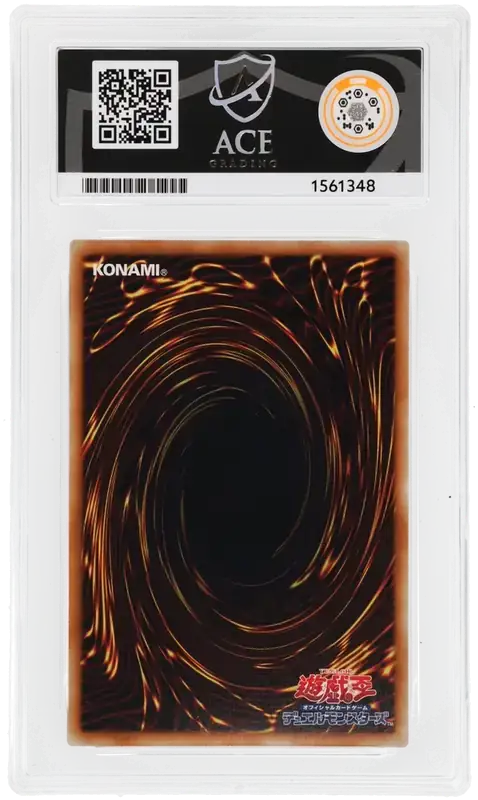 ACE
GRADING
1561348
KONAMI®
遊戯王
オフィシャルカードゲーム
デュエルモンスターズ